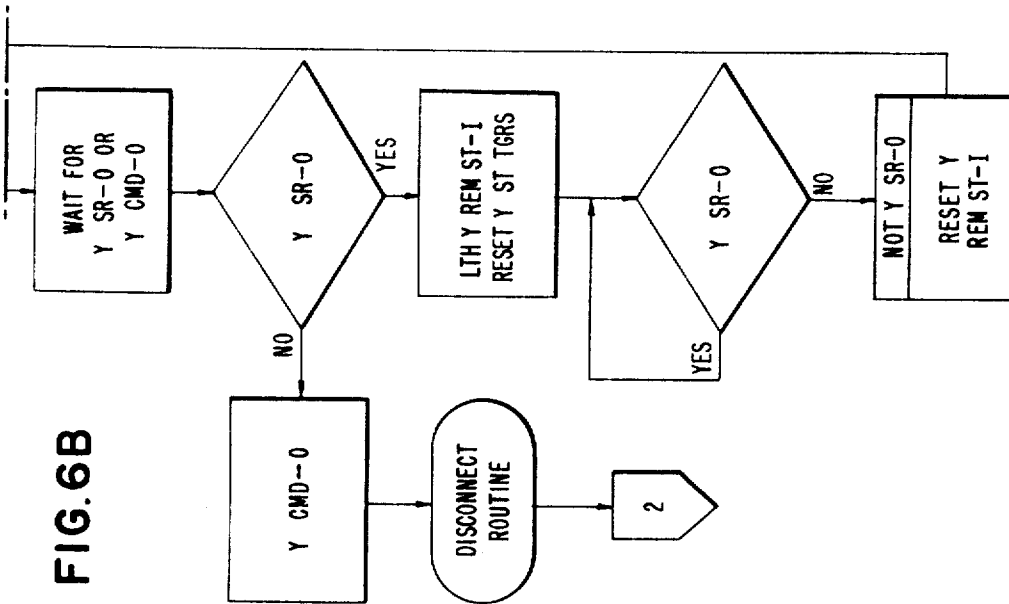 FIG.6B
WAIT FOR
Y SR-0 OR
Y CMD-0
Y SR-0
NO
YES
Y CMD-0
DISCONNECT
ROUTINE
2
LTH Y REM ST-I
RESET Y ST TGRS
Y SR-0
YES
NO
NOT Y SR-0
RESET Y
REM ST-I